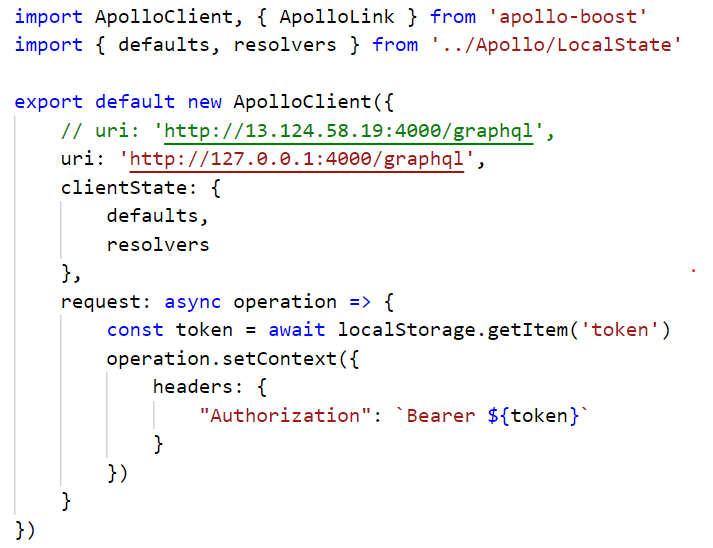 import ApolloClient, { ApolloLink } from 'apollo-boost'
import { defaults, resolvers } from '../Apollo/LocalState'
export default new ApolloClient({
// uri: 'http://13.124.58.19:4000/graphql',
uri: 'http://127.0.0.1:4000/graphql',
clientState: {
defaults,
resolvers
},
request: async operation => {
const token = await localStorage.getItem('token')
operation.setContext({
headers: {
"Authorization": `Bearer ${token}`
}
})
}
})